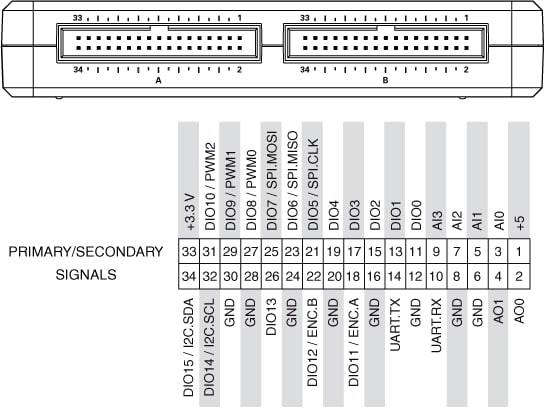 33 1 33 1
34 2 34 2
A B
+3.3 V
DIO10 / PWM2
DIO9 / PWM1
DIO8 / PWM0
DIO7 / SPI.MOSI
DIO6 / SPI.MISO
DIO5 / SPI.CLK
DIO4
DIO3
DIO2
DIO1
DIO0
AI3
AI2
AI1
AI0
+5
PRIMARY/SECONDARY 33 31 29 27 25 23 21 19 17 15 13 11 9 7 5 3 1
SIGNALS 34 32 30 28 26 24 22 20 18 16 14 12 10 8 6 4 2
DIO15 / I2C.SDA
DIO14 / I2C.SCL
GND
GND
DIO13
GND
DIO12 / ENC.B
GND
DIO11 / ENC.A
GND
UART.TX
GND
UART.RX
GND
GND
AO1
AO0